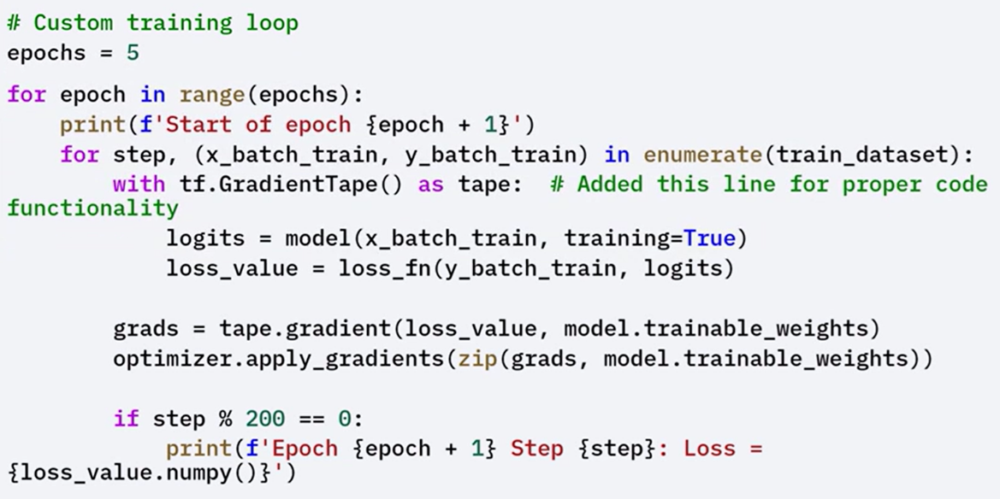 # Custom training loop
epochs = 5
for epoch in range(epochs):
    print(f'Start of epoch {epoch + 1}')
    for step, (x_batch_train, y_batch_train) in enumerate(train_dataset):
        with tf.GradientTape() as tape:  # Added this line for proper code
functionality
            logits = model(x_batch_train, training=True)
            loss_value = loss_fn(y_batch_train, logits)
        grads = tape.gradient(loss_value, model.trainable_weights)
        optimizer.apply_gradients(zip(grads, model.trainable_weights))
        if step % 200 == 0:
            print(f'Epoch {epoch + 1} Step {step}: Loss =
{loss_value.numpy()}')